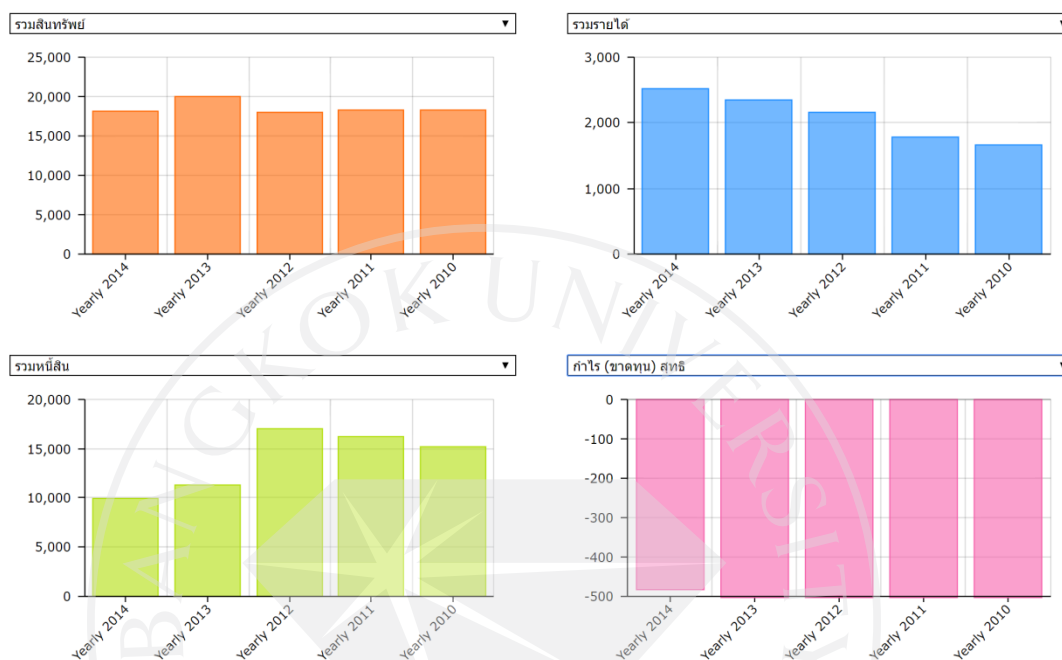 รวมสินทรัพย์
25,000
20,000
15,000
10,000
5,000
0
Yearly 2014
Yearly 2013
Yearly 2012
Yearly 2011
Yearly 2010
รวมรายได้
3,000
2,000
1,000
0
Yearly 2014
Yearly 2013
Yearly 2012
Yearly 2011
Yearly 2010
รวมหนี้สิน
20,000
15,000
10,000
5,000
0
Yearly 2014
Yearly 2013
Yearly 2012
Yearly 2011
Yearly 2010
กำไร (ขาดทุน) สุทธิ
0
-100
-200
-300
-400
-500
Yearly 2014
Yearly 2013
Yearly 2012
Yearly 2011
Yearly 2010
BANGKOK UNIVERSITY